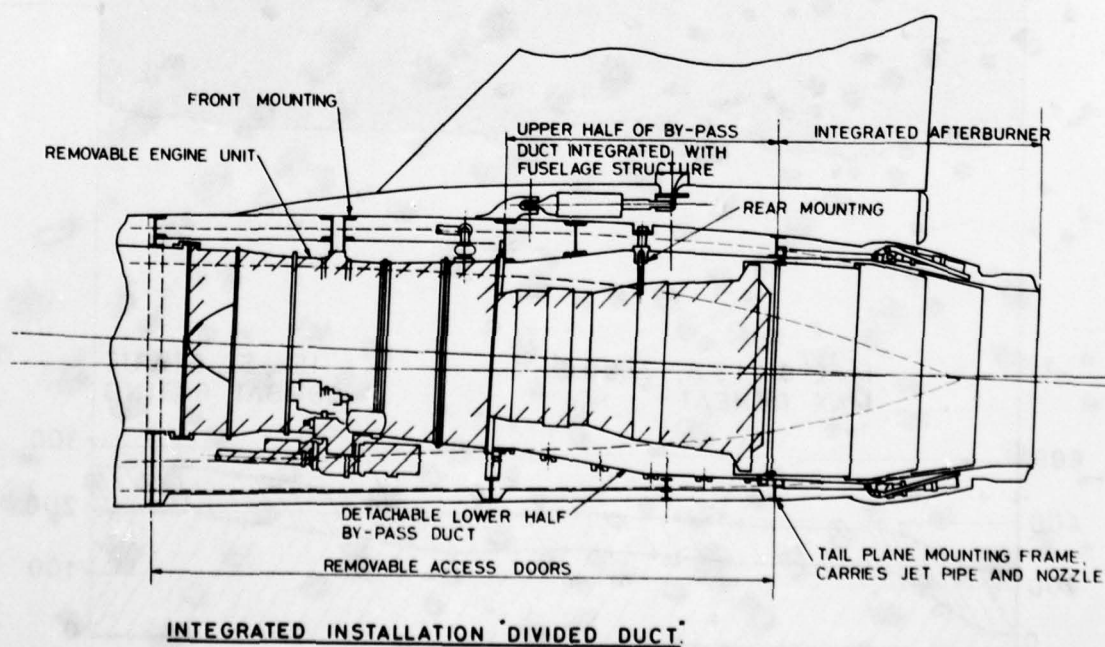 FRONT MOUNTING
REMOVABLE ENGINE UNIT
UPPER HALF OF BY-PASS
DUCT INTEGRATED WITH
FUSELAGE STRUCTURE
INTEGRATED AFTERBURNER
REAR MOUNTING
DETACHABLE LOWER HALF
BY-PASS DUCT
REMOVABLE ACCESS DOORS
TAIL PLANE MOUNTING FRAME
CARRIES JET PIPE AND NOZZLE
INTEGRATED INSTALLATION "DIVIDED DUCT".